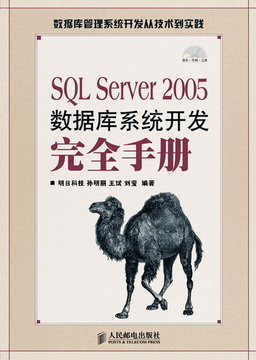 数据库管理系统开发从技术到实践
SQL Server 2005
数据库系统开发
完全手册
明日科技 孙明丽 王斌 刘莹 编著
人民邮电出版社
POSTS & TELECOM PRESS